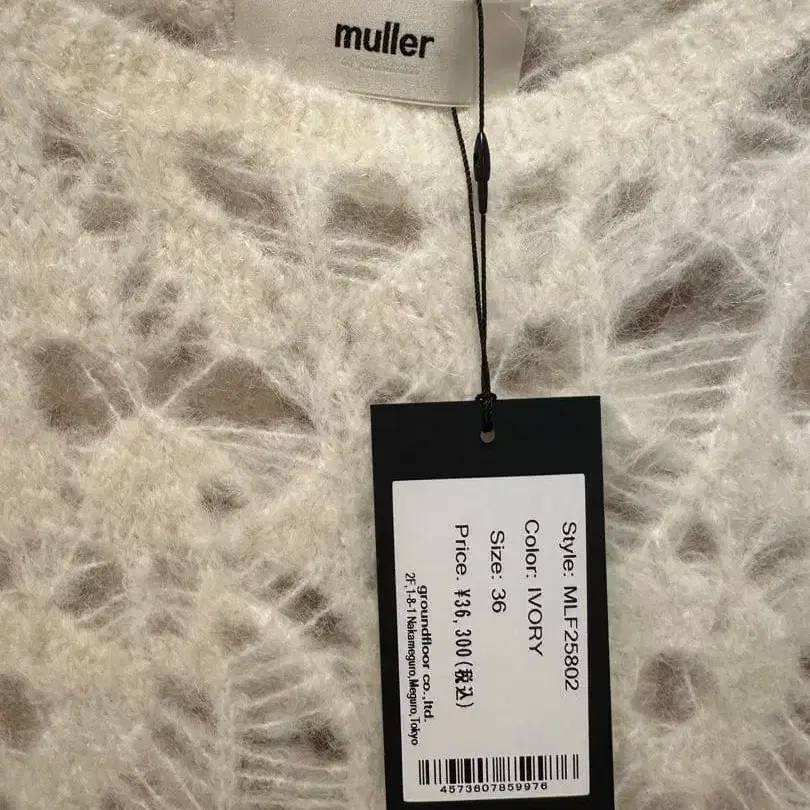 muller
Style: MLF25802
Color: IVORY
Size: 36
Price. ¥36,300(税込)
groundfloor co.,ltd.
2F,1-8-1 Nakameguro,Meguro,Tokyo
4573607859976